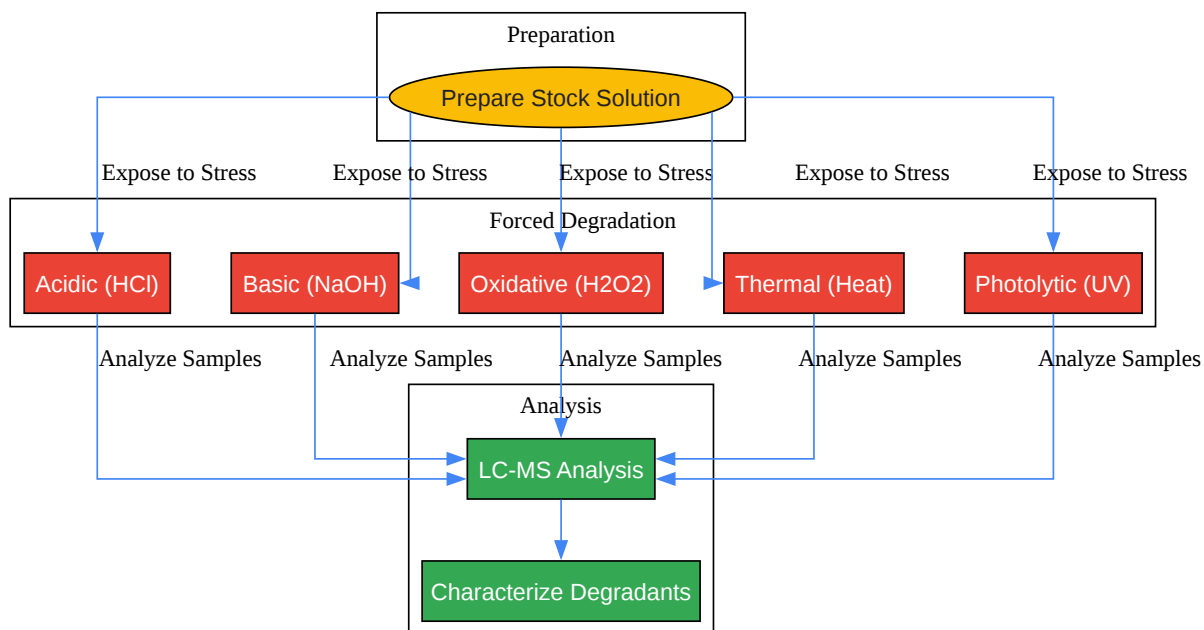 Preparation
Prepare Stock Solution
Expose to Stress
Expose to Stress
Expose to Stress
Expose to Stress
Expose to Stress
Forced Degradation
Acidic (HCl)
Basic (NaOH)
Oxidative (H2O2)
Thermal (Heat)
Photolytic (UV)
Analyze Samples
Analyze Samples
Analyze Samples
Analyze Samples
Analyze Samples
Analysis
LC-MS Analysis
Characterize Degradants